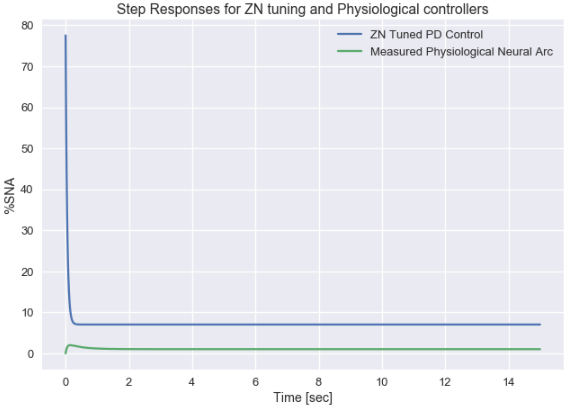 Step Responses for ZN tuning and Physiological controllers
ZN Tuned PD Control
Measured Physiological Neural Arc
%SNA
80
70
60
50
40
30
20
10
0
0 2 4 6 8 10 12 14
Time [sec]